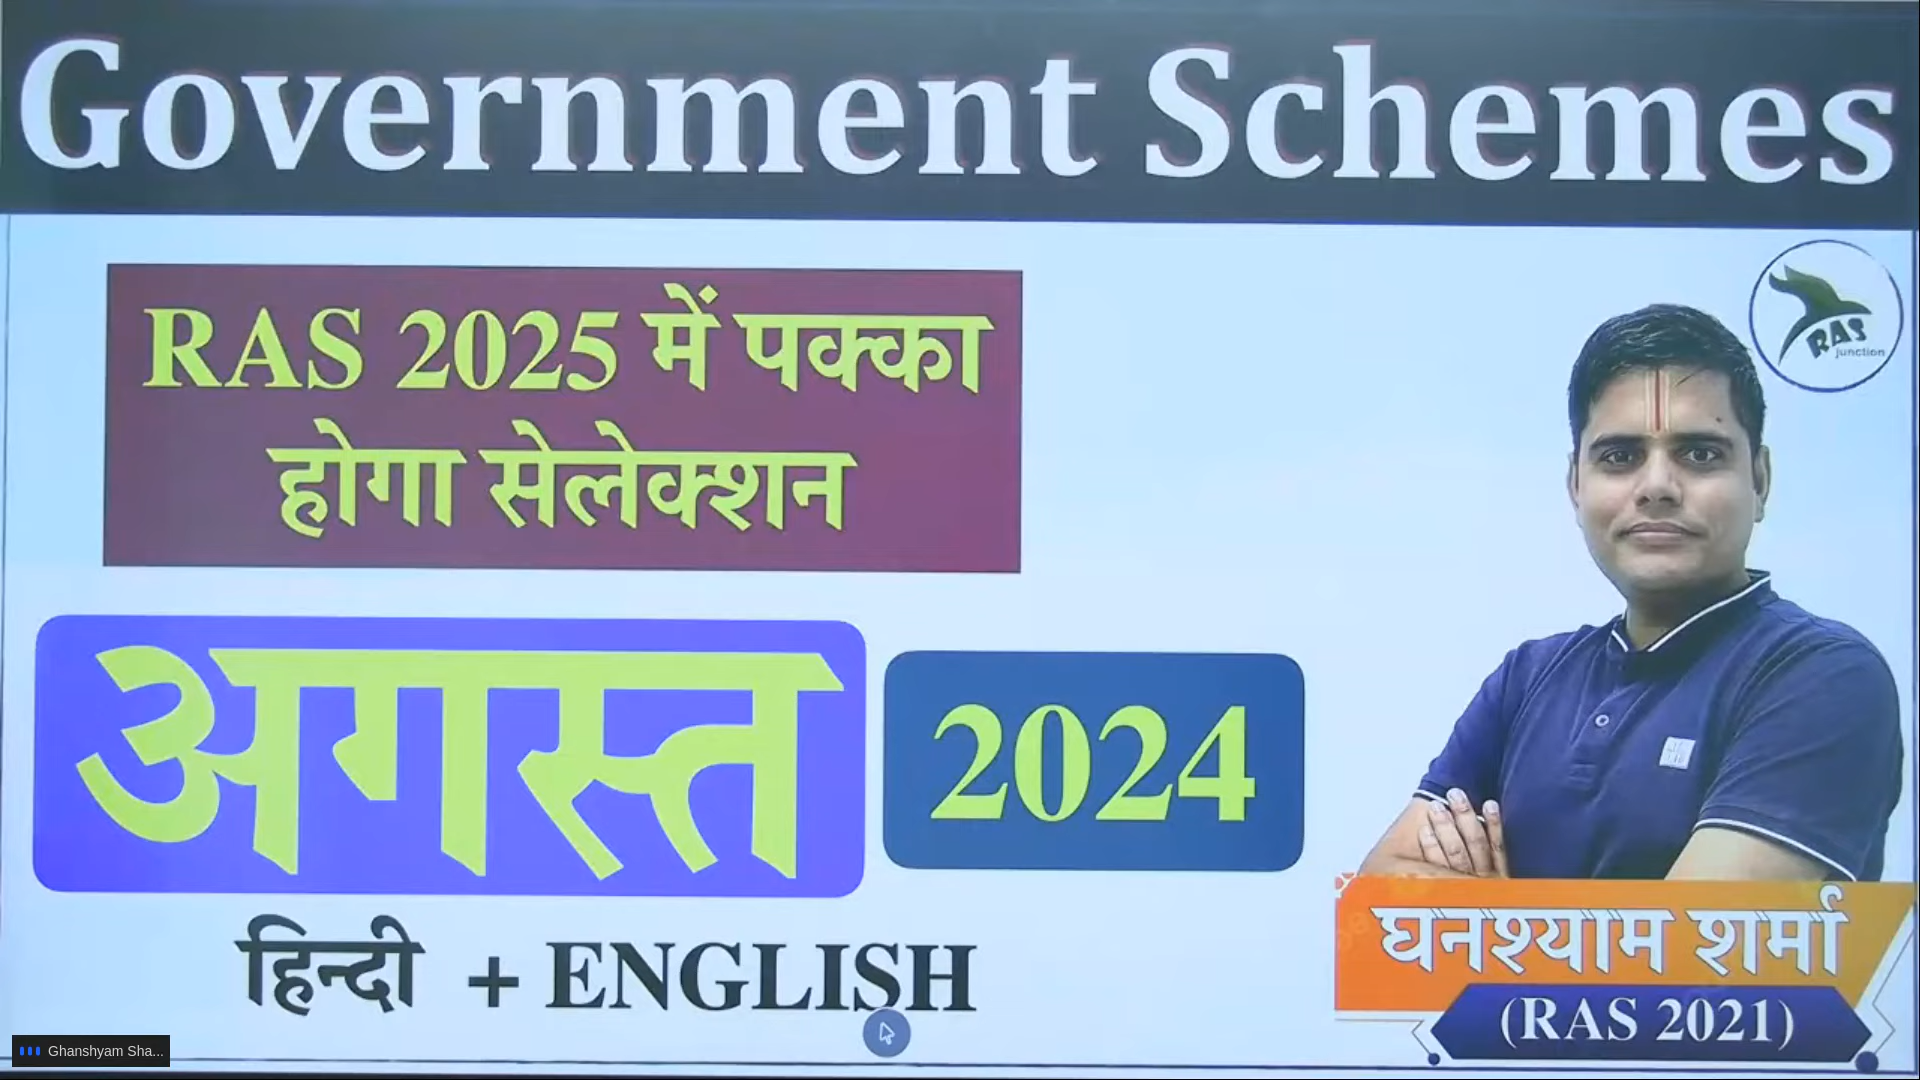 Government Schemes
RAS junction
RAS 2025 में पक्का
होगा सेलेक्शन
अगस्त
2024
हिन्दी + ENGLISH
घनश्याम शर्मा
(RAS 2021)
Ghanshyam Sha...